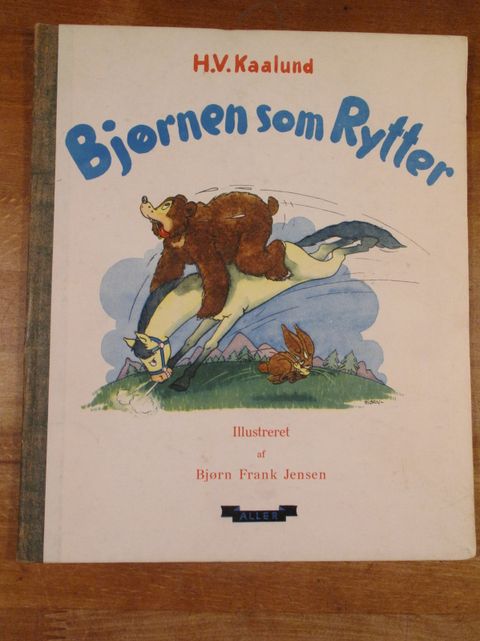 H.V. Kaalund
Bjørnen som Rytter
Illustreret
af
Bjørn Frank Jensen
ALLER